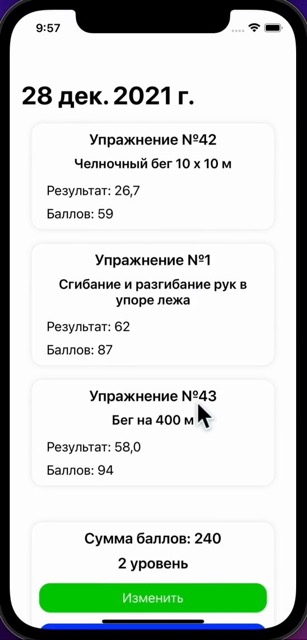 9:57
28 дек. 2021 г.
Упражнение №42
Челночный бег 10 х 10 м
Результат: 26,7
Баллов: 59
Упражнение №1
Сгибание и разгибание рук в
упоре лежа
Результат: 62
Баллов: 87
Упражнение №43
Бег на 400 м
Результат: 58,0
Баллов: 94
Сумма баллов: 240
2 уровень
Изменить